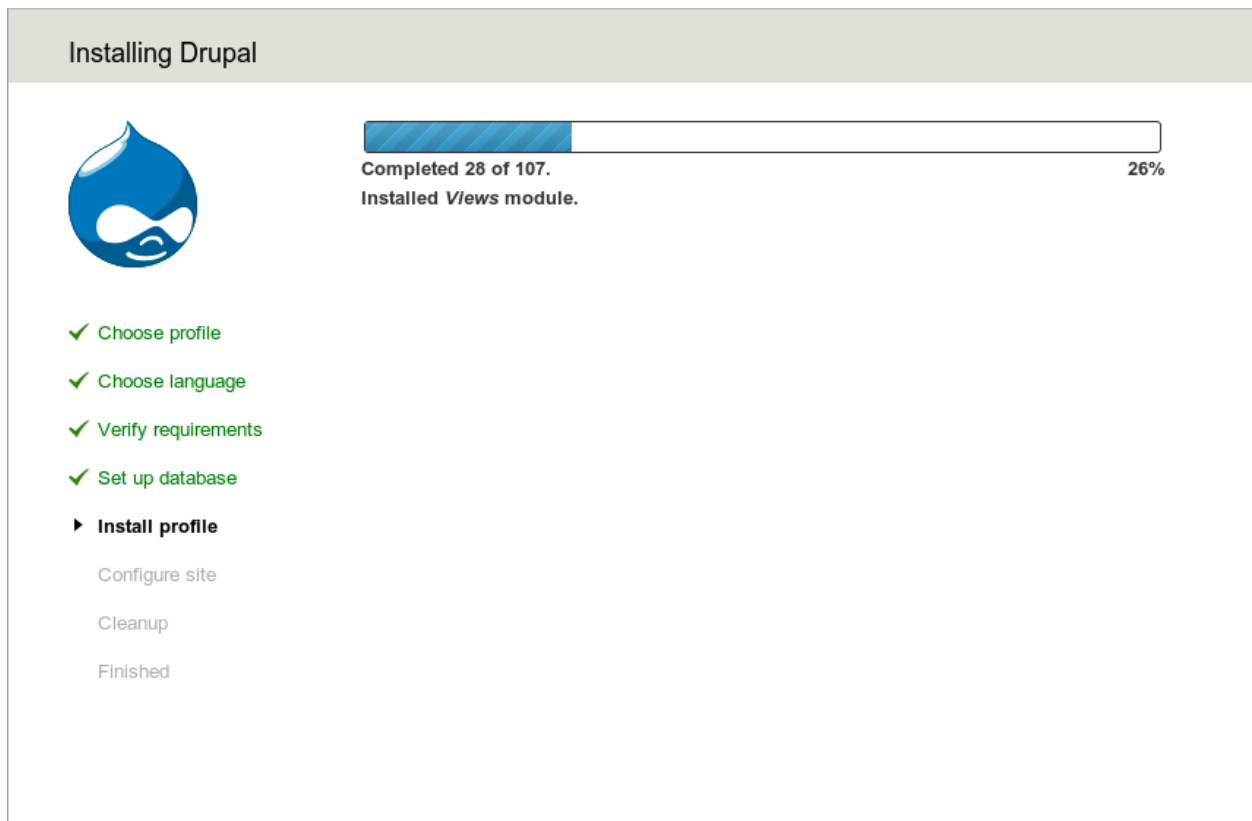 Installing Drupal
Completed 28 of 107.
26%
Installed Views module.
Choose profile
Choose language
Verify requirements
Set up database
Install profile
Configure site
Cleanup
Finished